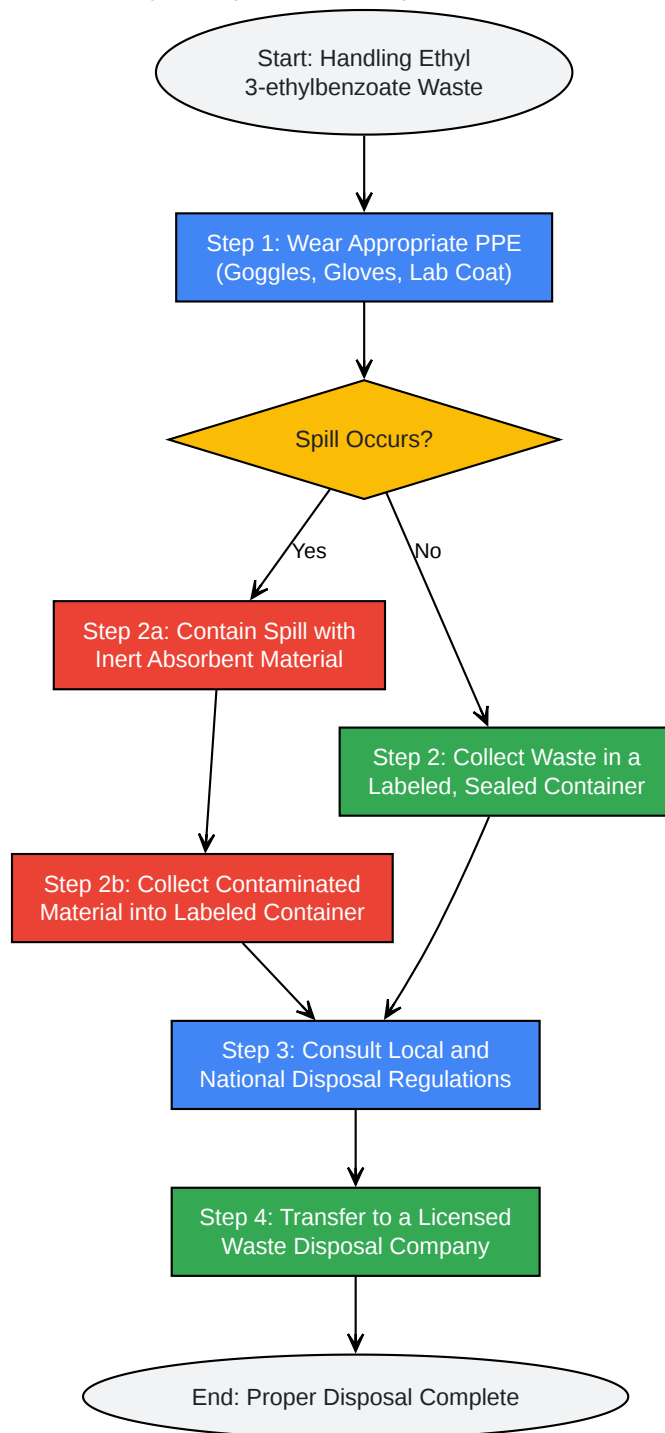 Start: Handling Ethyl
3-ethylbenzoate Waste
Step 1: Wear Appropriate PPE
(Goggles, Gloves, Lab Coat)
Spill Occurs?
Yes
No
Step 2a: Contain Spill with
Inert Absorbent Material
Step 2: Collect Waste in a
Labeled, Sealed Container
Step 2b: Collect Contaminated
Material into Labeled Container
Step 3: Consult Local and
National Disposal Regulations
Step 4: Transfer to a Licensed
Waste Disposal Company
End: Proper Disposal Complete